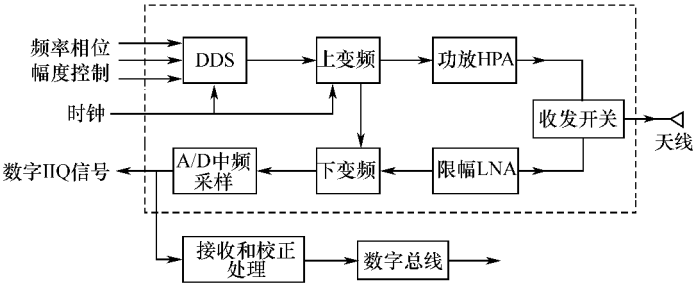 频率相位
幅度控制
时钟
DDS
上变频
功放HPA
收发开关
天线
数字IIQ信号
A/D中频
采样
下变频
限幅LNA
接收和校正
处理
数字总线